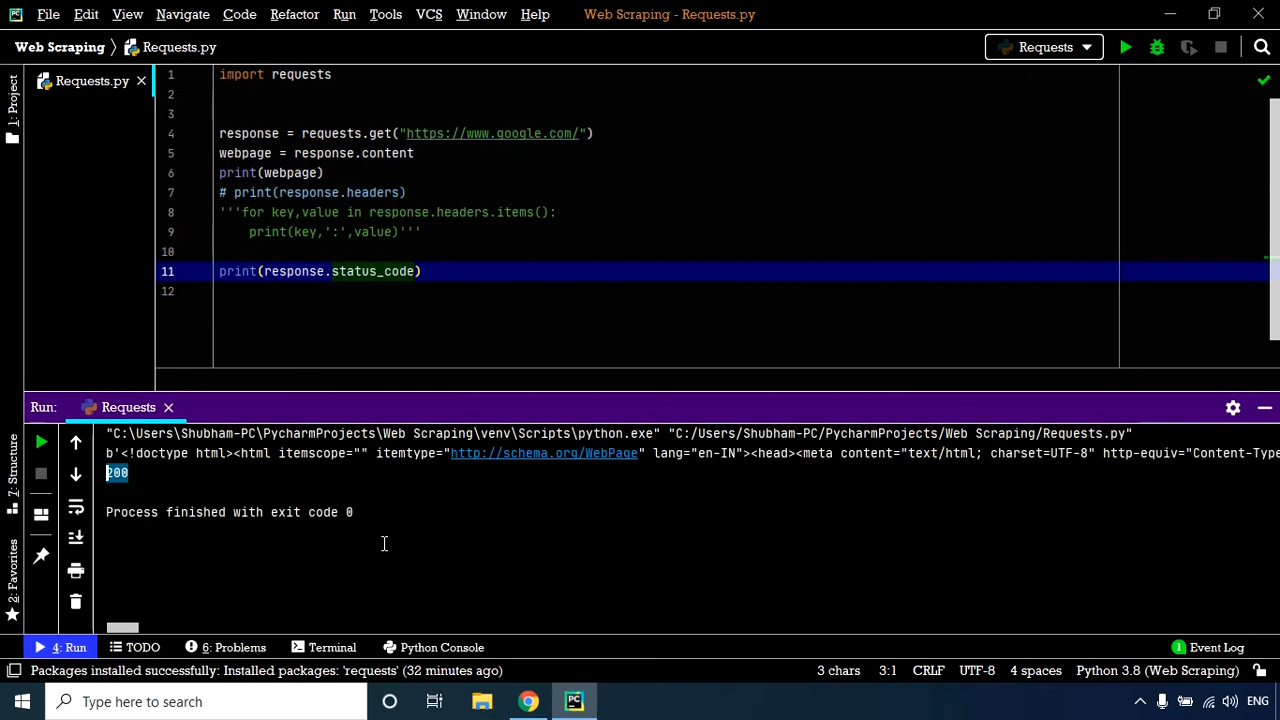 File Edit View Navigate Code Refactor Run Tools VCS Window Help Web Scraping - Requests.py
Web Scraping Requests.py Requests
1: Project
Requests.py
1 import requests
2
3
4 response = requests.get("https://www.google.com/")
5 webpage = response.content
6 print(webpage)
7 # print(response.headers)
8 '''for key,value in response.headers.items():
9 print(key,':',value)'''
10
11 print(response.status_code)
12
Run: Requests
"C:\Users\Shubham-PC\PycharmProjects\Web Scraping\venv\Scripts\python.exe" "C:/Users/Shubham-PC/PycharmProjects/Web Scraping/Requests.py"
b'<!doctype html><html itemscope="" itemtype="http://schema.org/WebPage" lang="en-IN"><head><meta content="text/html; charset=UTF-8" http-equiv="Content-Type
200
Process finished with exit code 0
7: Structure
2: Favorites
4: Run TODO 6: Problems Terminal Python Console 1 Event Log
Packages installed successfully: Installed packages: 'requests' (32 minutes ago) 3 chars 3:1 CRLF UTF-8 4 spaces Python 3.8 (Web Scraping)
Type here to search ENG